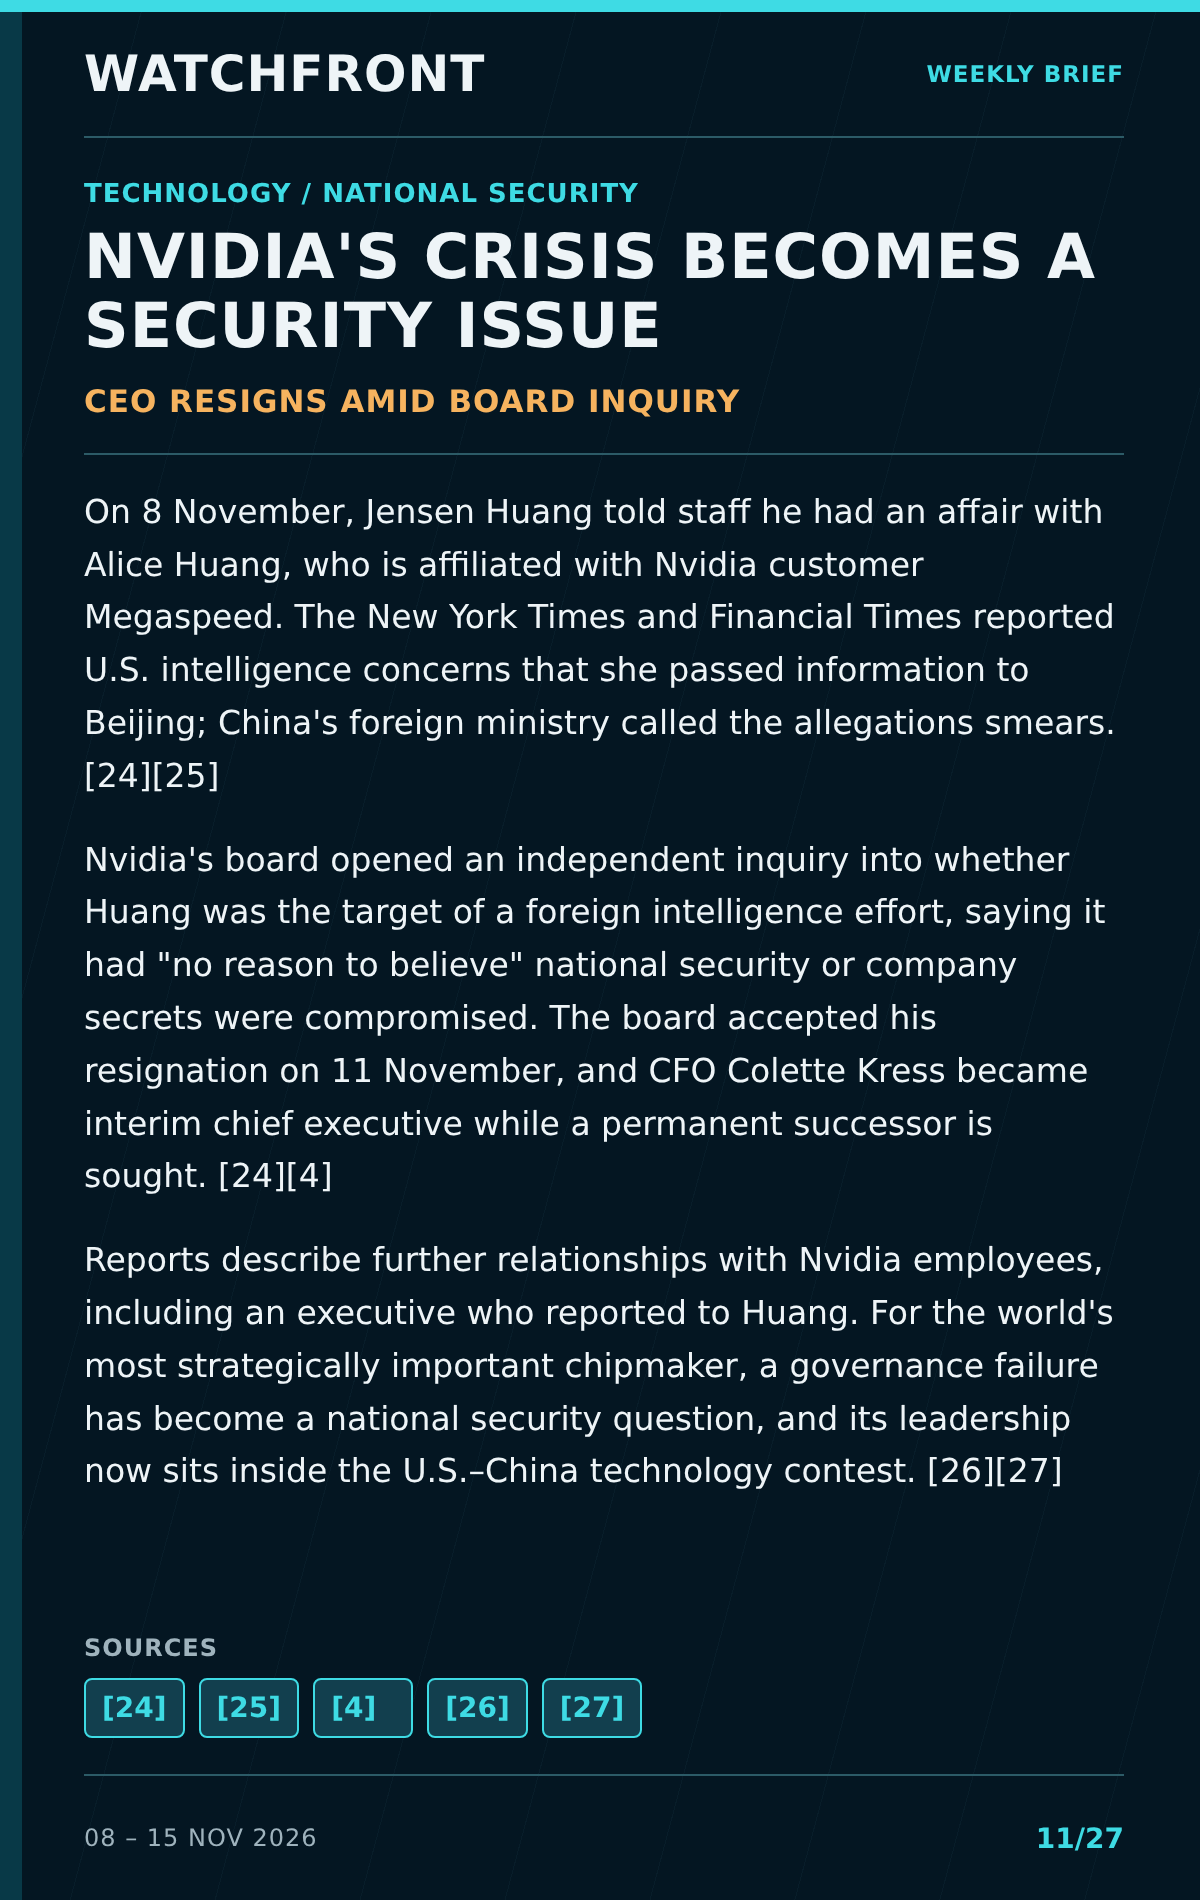 WATCHFRONT
WEEKLY BRIEF
TECHNOLOGY / NATIONAL SECURITY
NVIDIA'S CRISIS BECOMES A
SECURITY ISSUE
CEO RESIGNS AMID BOARD INQUIRY
On 8 November, Jensen Huang told staff he had an affair with
Alice Huang, who is affiliated with Nvidia customer
Megaspeed. The New York Times and Financial Times reported
U.S. intelligence concerns that she passed information to
Beijing; China's foreign ministry called the allegations smears.
[24][25]
Nvidia's board opened an independent inquiry into whether
Huang was the target of a foreign intelligence effort, saying it
had "no reason to believe" national security or company
secrets were compromised. The board accepted his
resignation on 11 November, and CFO Colette Kress became
interim chief executive while a permanent successor is
sought. [24][4]
Reports describe further relationships with Nvidia employees,
including an executive who reported to Huang. For the world's
most strategically important chipmaker, a governance failure
has become a national security question, and its leadership
now sits inside the U.S.–China technology contest. [26][27]
SOURCES
[24] [25] [4] [26] [27]
08 – 15 NOV 2026
11/27